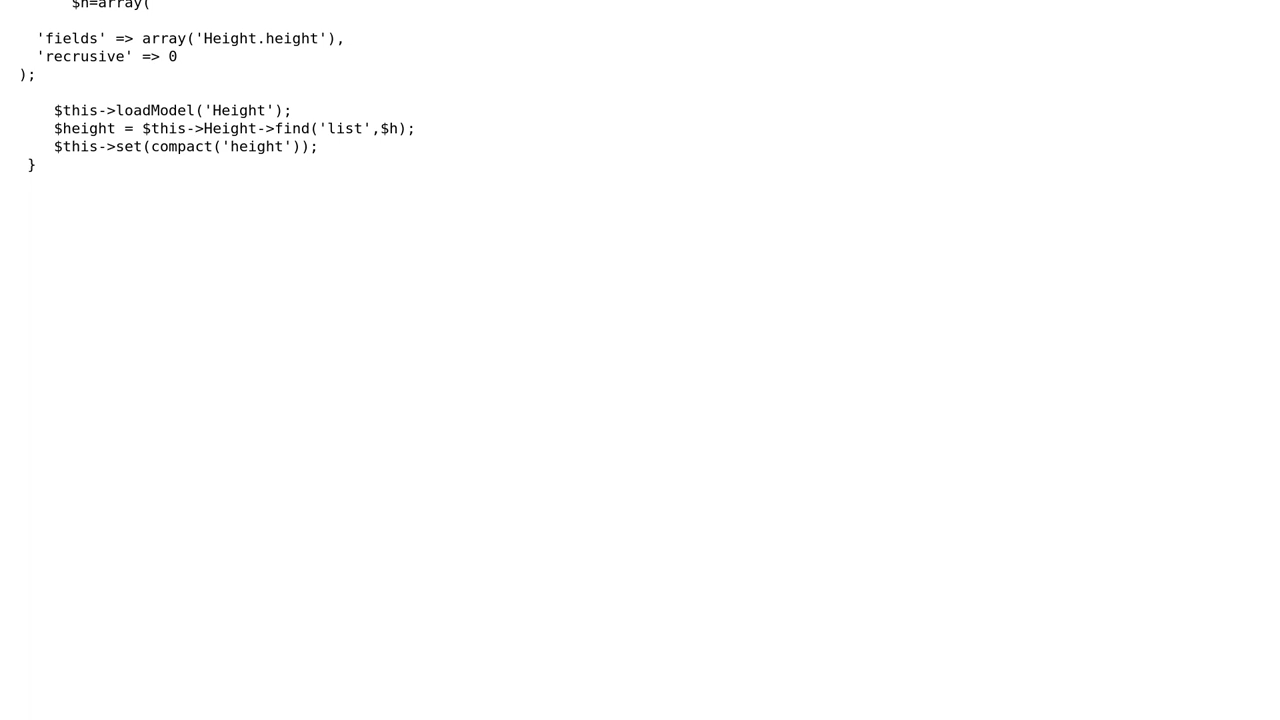 $h=array(
'fields' => array('Height.height'),
'recrusive' => 0
);
$this->loadModel('Height');
$height = $this->Height->find('list',$h);
$this->set(compact('height'));
}